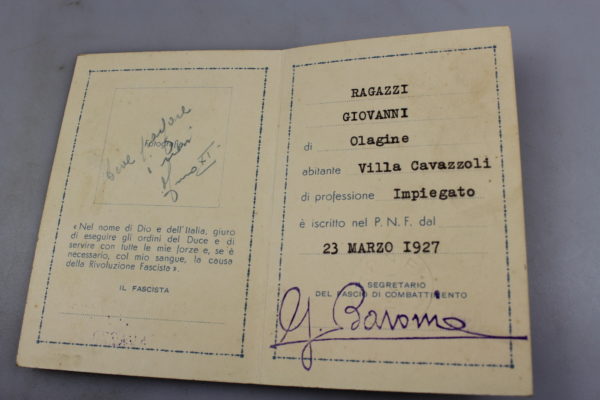 Fotografia
«Nel nome di Dio e dell'Italia, giuro
di eseguire gli ordini del Duce e di
servire con tutte le mie forze e, se è
necessario, col mio sangue, la causa
della Rivoluzione Fascista».
IL FASCISTA
RAGAZZI
GIOVANNI
di Olagine
abitante Villa Cavazzoli
di professione Impiegato
è iscritto nel P. N. F. dal
23 MARZO 1927
SEGRETARIO
DEL FASCIO DI COMBATTIMENTO